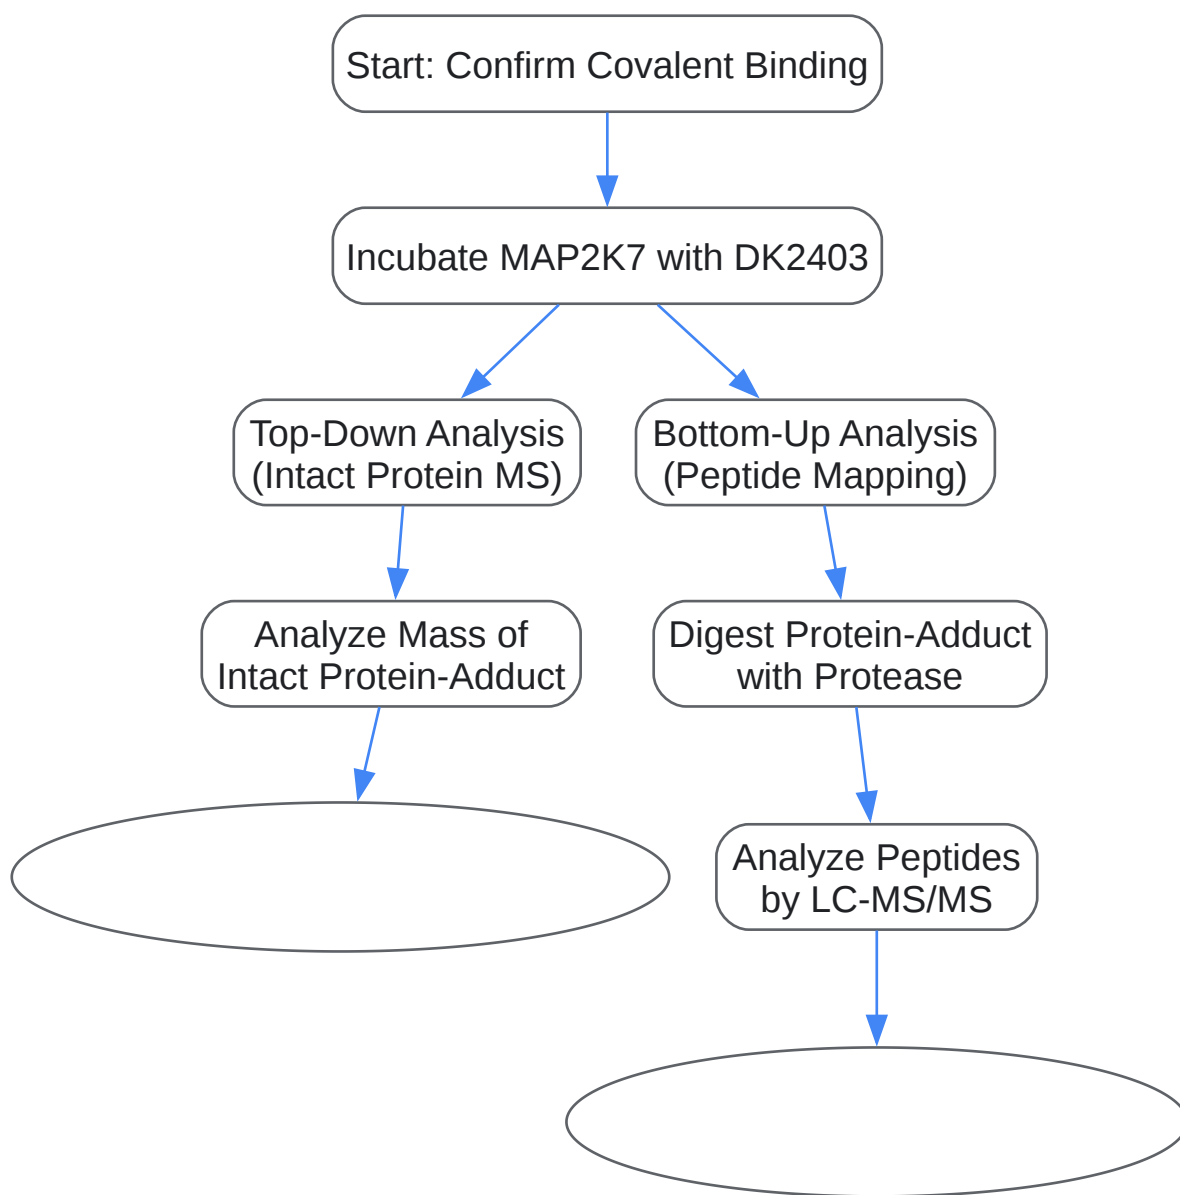 Start: Confirm Covalent Binding
Incubate MAP2K7 with DK2403
Top-Down Analysis
(Intact Protein MS)
Bottom-Up Analysis
(Peptide Mapping)
Analyze Mass of
Intact Protein-Adduct
Digest Protein-Adduct
with Protease
Analyze Peptides
by LC-MS/MS